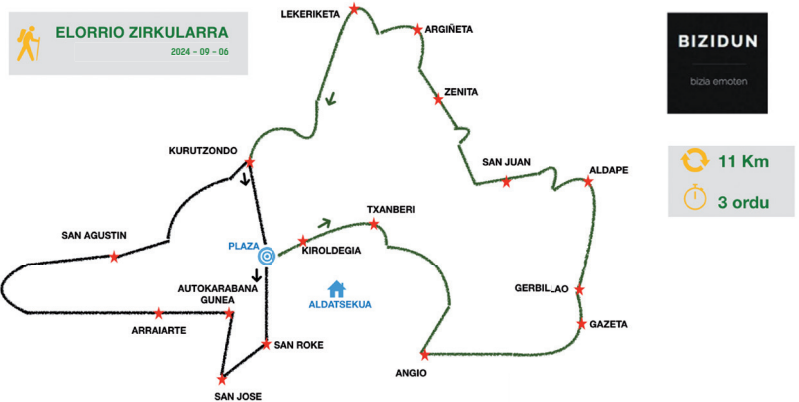 ELORRIO ZIRKULARRA
2024 - 09 - 06
LEKERIKETA
ARGIÑETA
BIZIDUN
bizia emoten
ZENITA
KURUTZONDO
SAN JUAN
ALDAPE
11 Km
3 ordu
TXANBERI
SAN AGUSTIN
PLAZA
KIROLDEGIA
AUTOKARABANA
GUNEA
ALDATSEKUA
GERBILLAO
GAZETA
ARRAIARTE
SAN ROKE
ANGIO
SAN JOSE